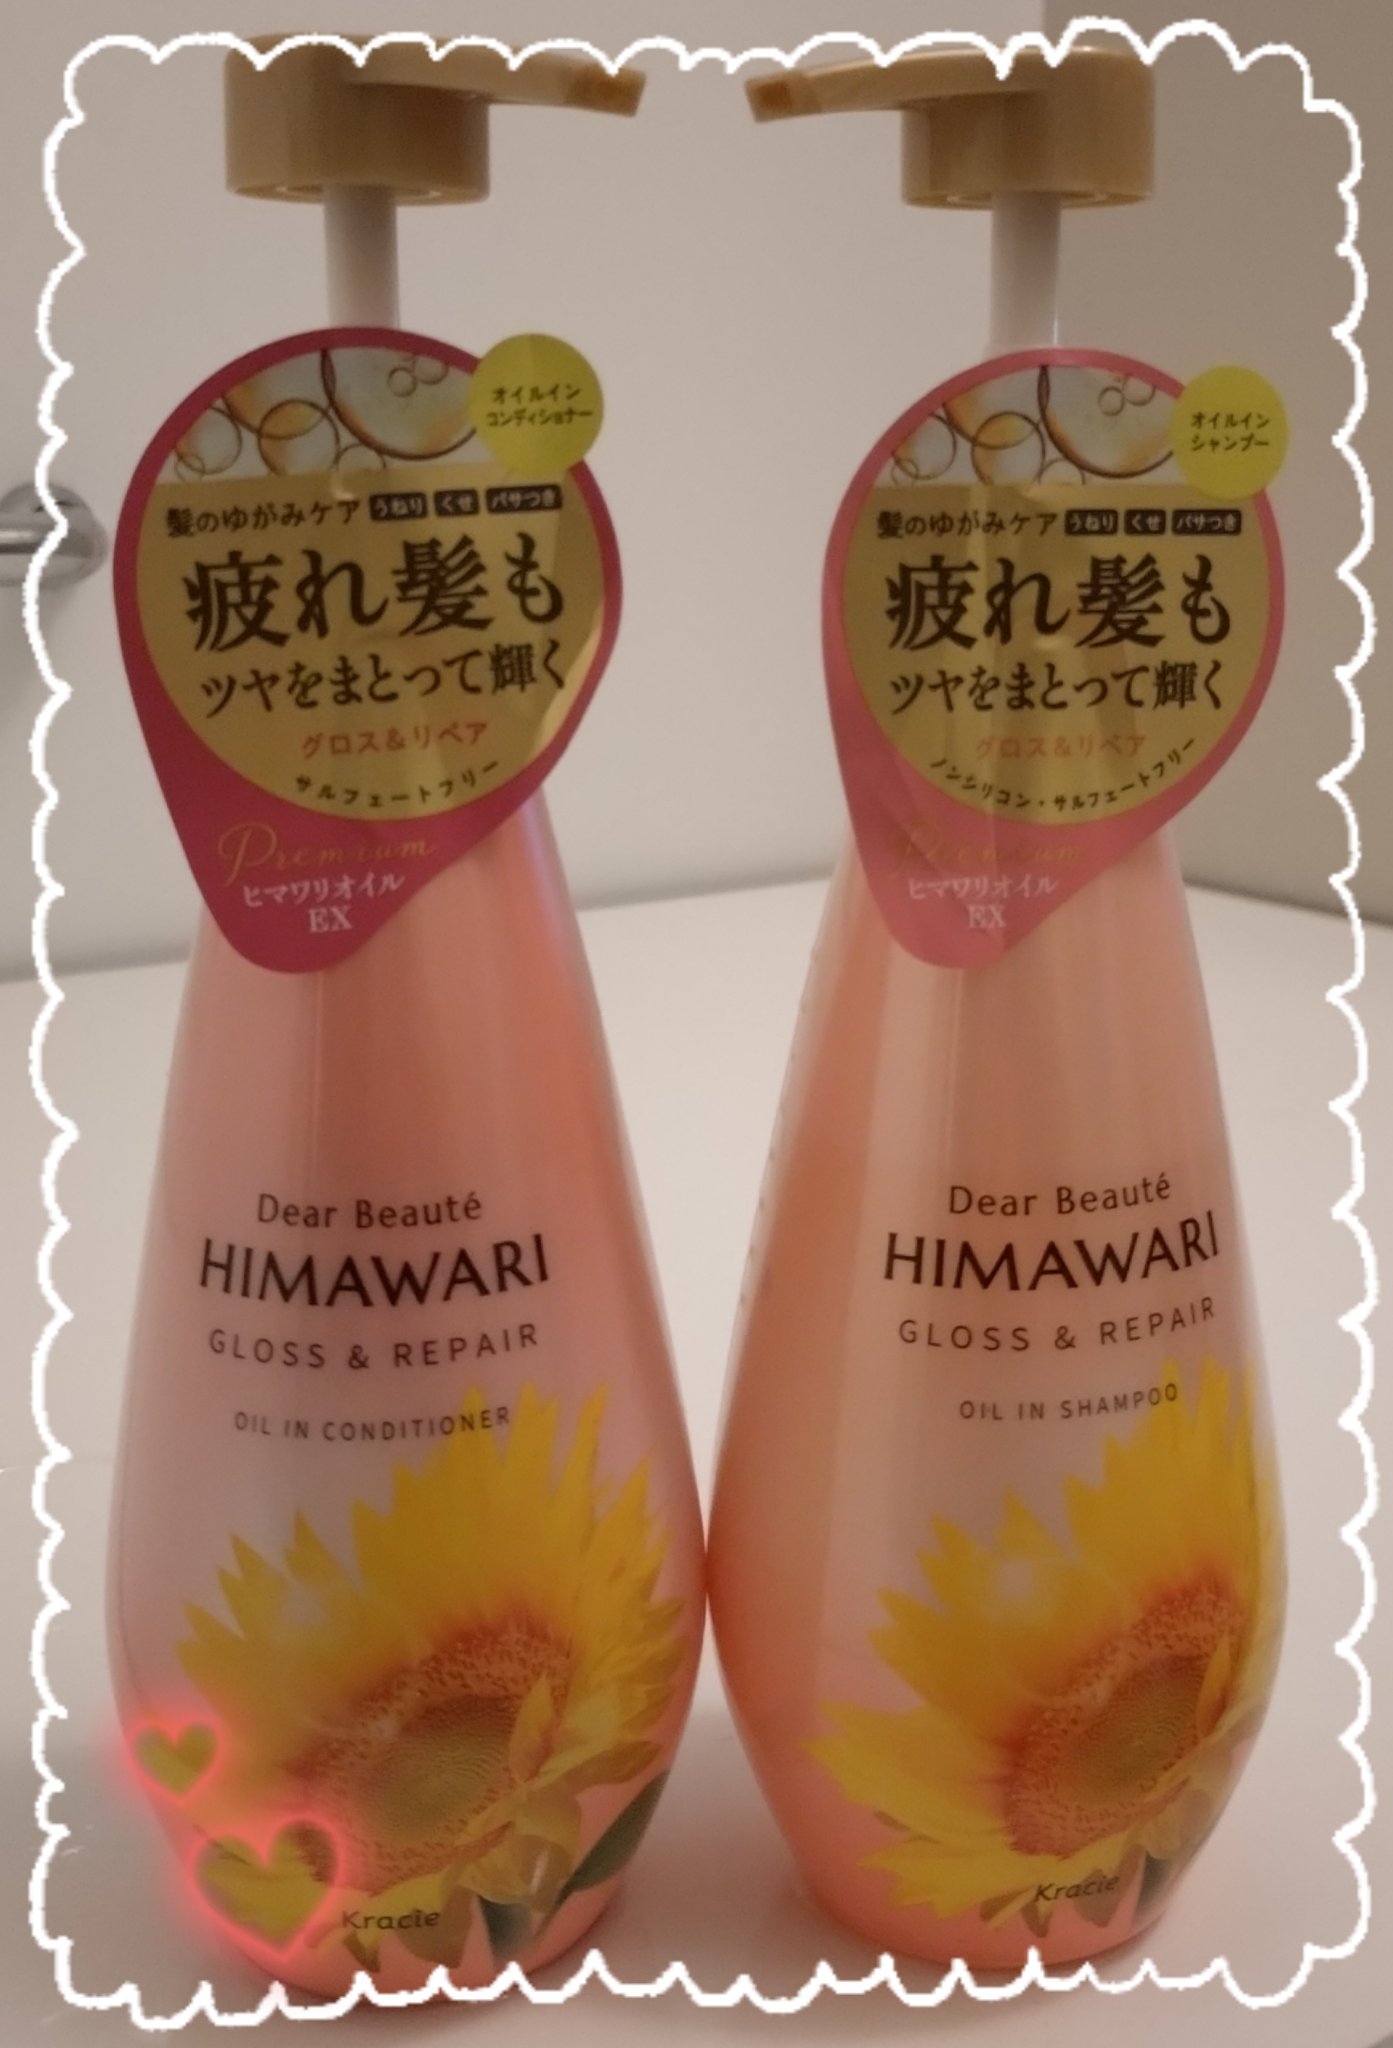 オイルイン
コンディショナー
髪のゆがみケア うねり くせ パサつき
疲れ髪も
ツヤをまとって輝く
グロス&リペア
サルフェートフリー
Premium
ヒマワリオイル
EX
Dear Beauté
HIMAWARI
GLOSS & REPAIR
OIL IN CONDITIONER
Kracie
オイルイン
シャンプー
髪のゆがみケア うねり くせ パサつき
疲れ髪も
ツヤをまとって輝く
グロス&リペア
ノンシリコン・サルフェートフリー
Premium
ヒマワリオイル
EX
Dear Beauté
HIMAWARI
GLOSS & REPAIR
OIL IN SHAMPOO
Kracie